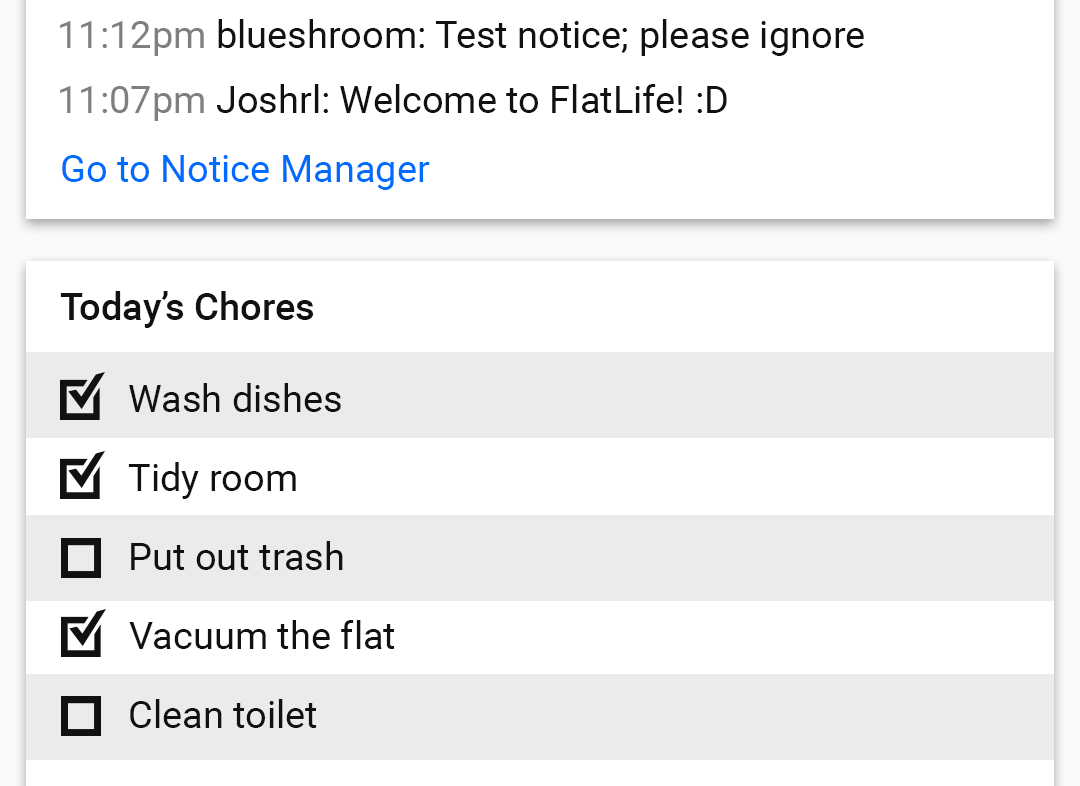 11:12pm blueshroom: Test notice; please ignore
11:07pm Joshrl: Welcome to FlatLife! :D
Go to Notice Manager
Today’s Chores
Wash dishes
Tidy room
Put out trash
Vacuum the flat
Clean toilet